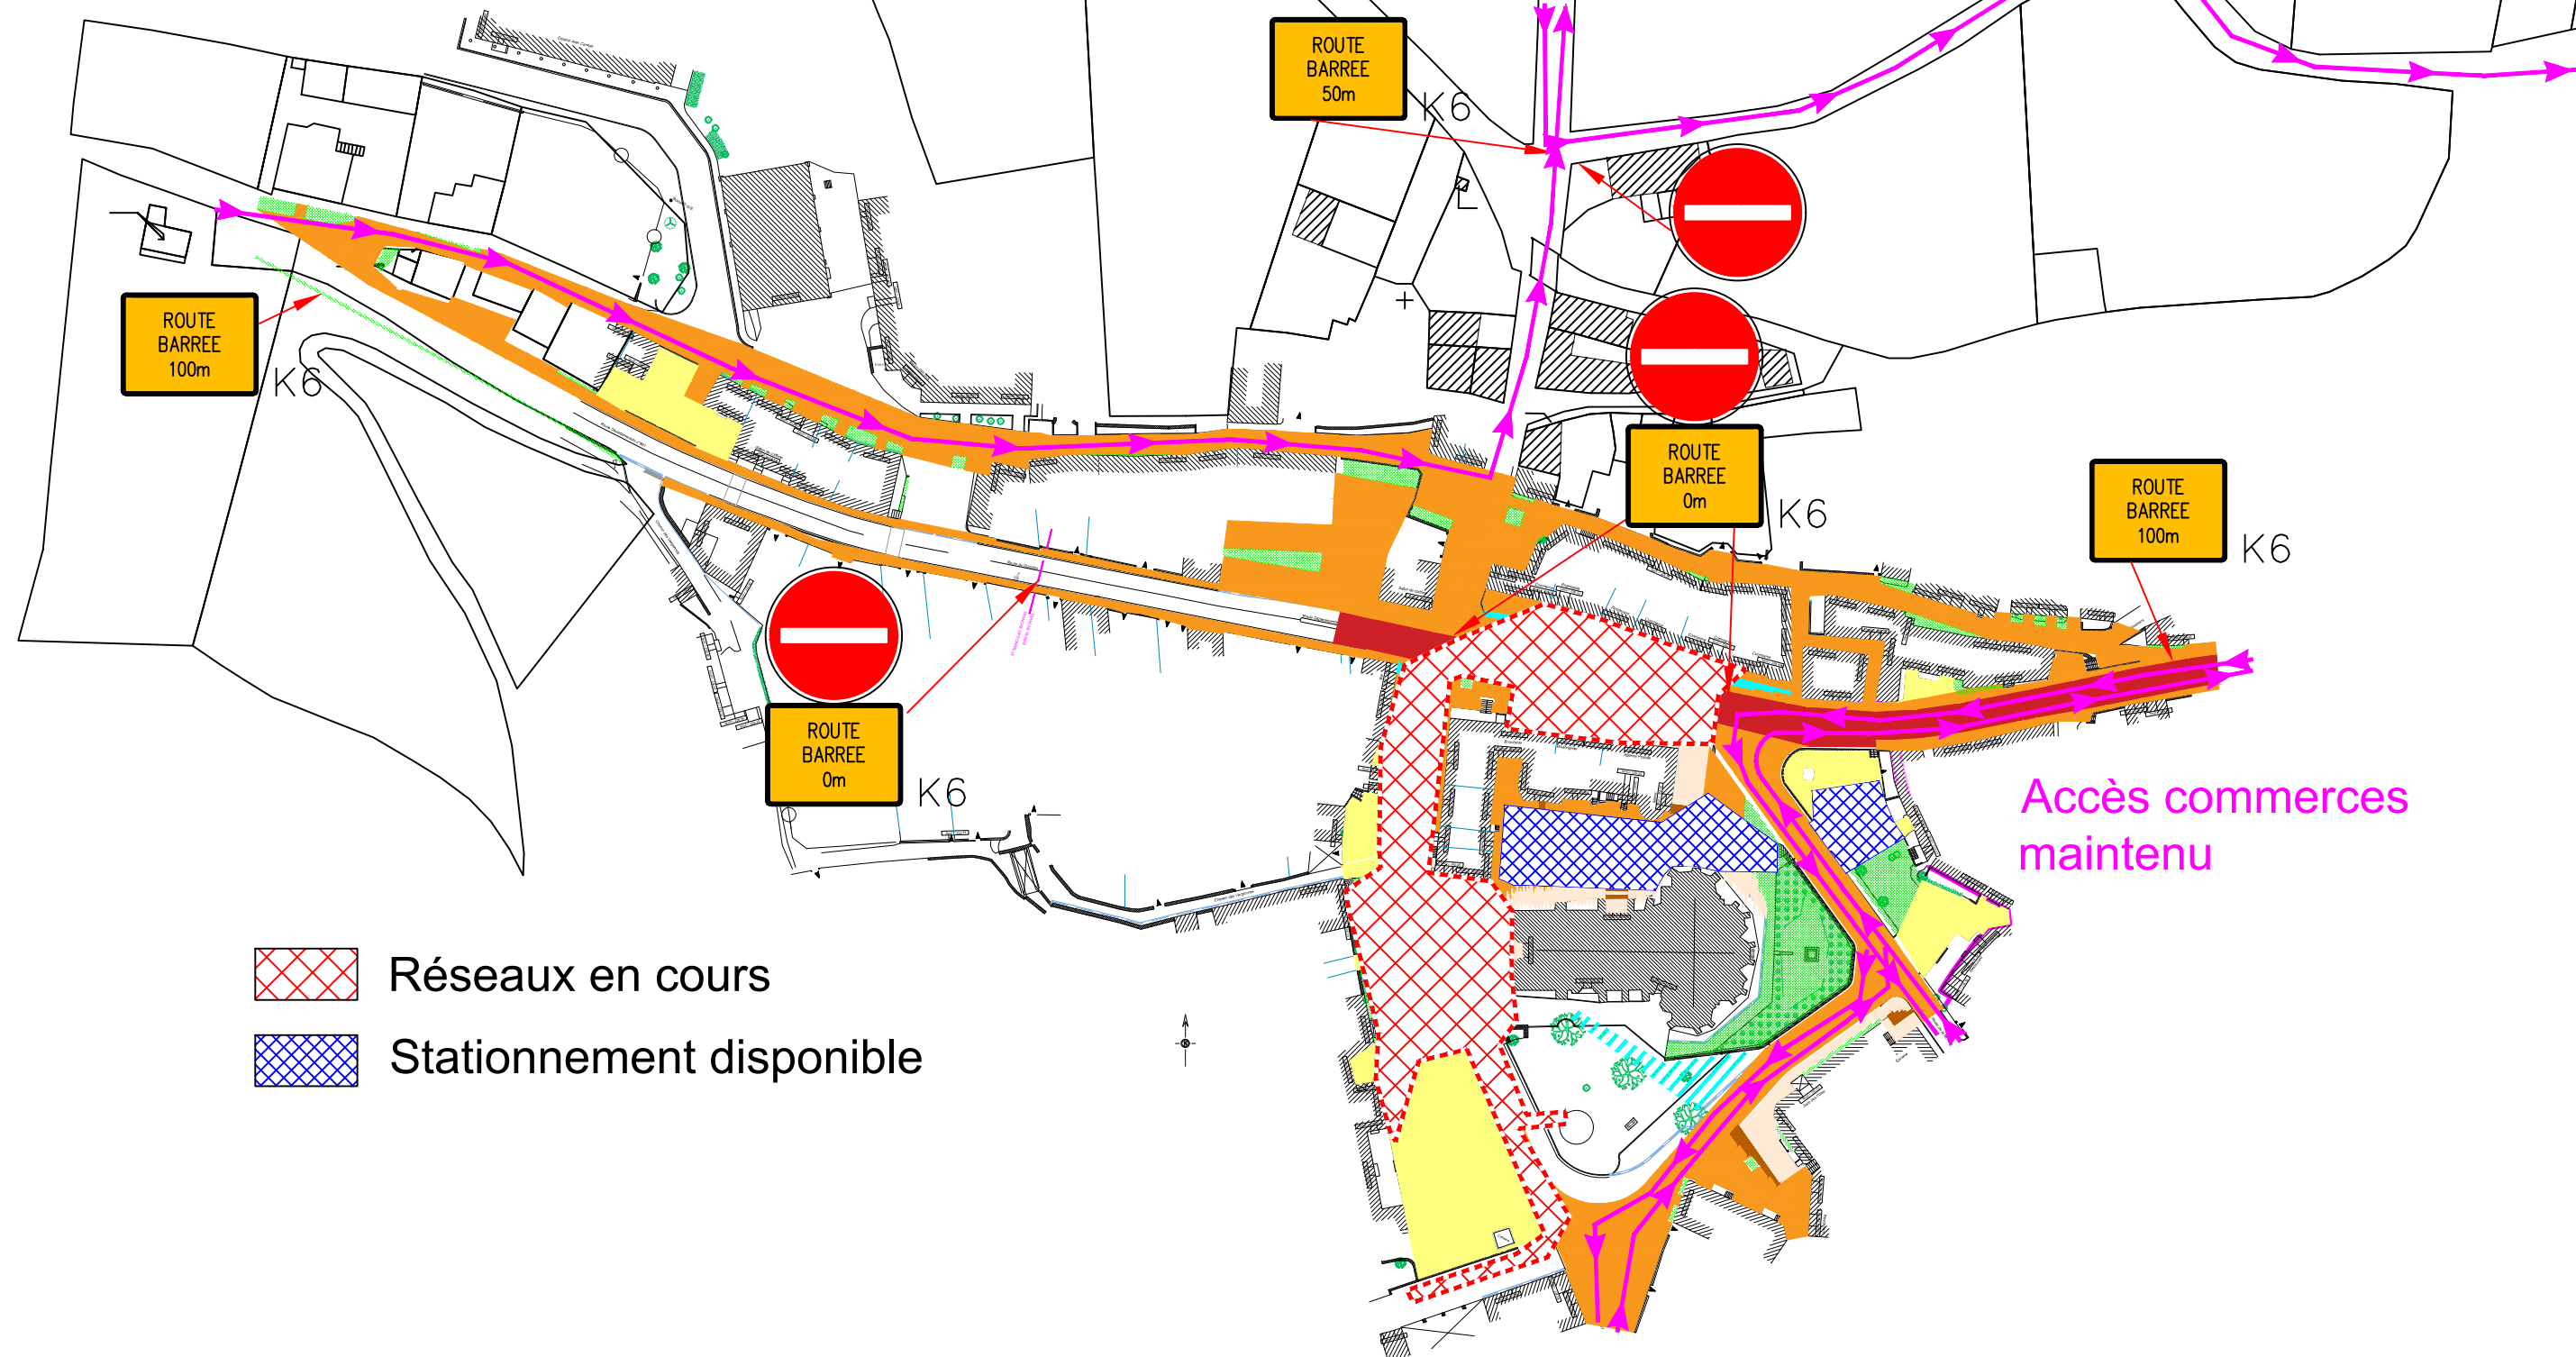 ROUTE
BARREE
50m
K6
ROUTE
BARREE
100m
K6
ROUTE
BARREE
0m
K6
ROUTE
BARREE
100m
K6
ROUTE
BARREE
0m
K6
Accès commerces
maintenu
Réseaux en cours
Stationnement disponible